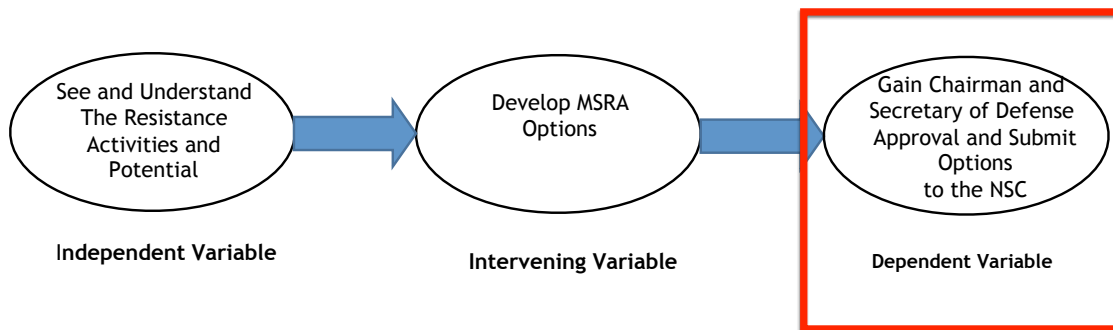 See and Understand
The Resistance
Activities and
Potential
Develop MSRA
Options
Gain Chairman and
Secretary of Defense
Approval and Submit
Options
to the NSC
Independent Variable
Intervening Variable
Dependent Variable